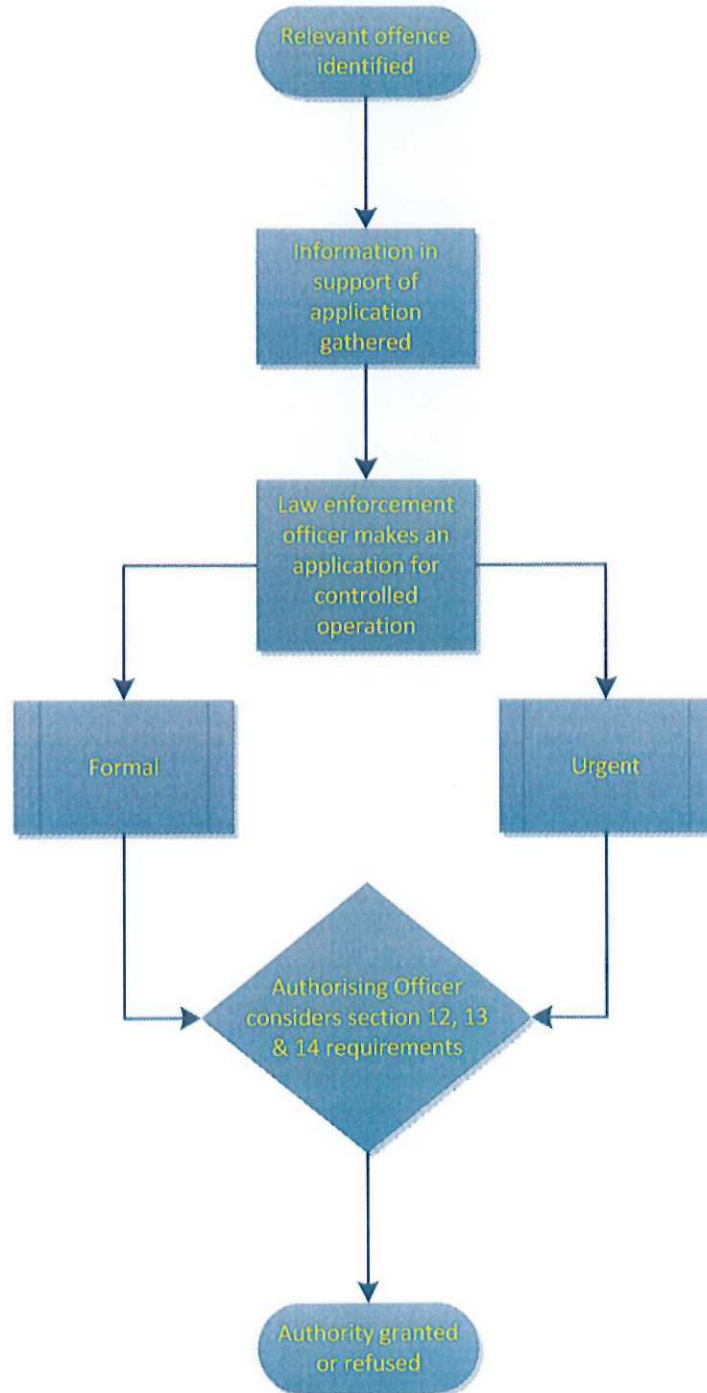 Relevant offence
identified
Information in
support of
application
gathered
Law enforcement
officer makes an
application for
controlled
operation
Formal
Urgent
Authorising Officer
considers section 12, 13
& 14 requirements
Authority granted
or refused